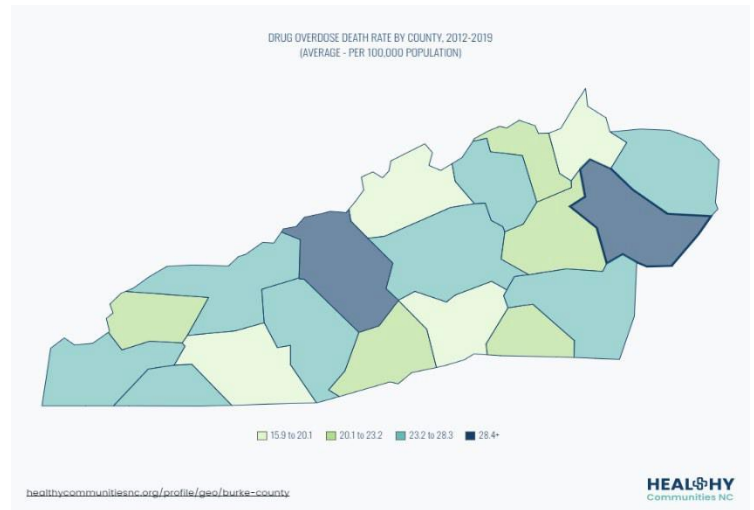 DRUG OVERDOSE DEATH RATE BY COUNTY, 2012-2019
(AVERAGE - PER 100,000 POPULATION)
15.9 to 20.1 20.1 to 23.2 23.2 to 28.3 28.4+
healthycommunitiesnc.org/profile/geo/burke-county
HEALTHY
Communities NC